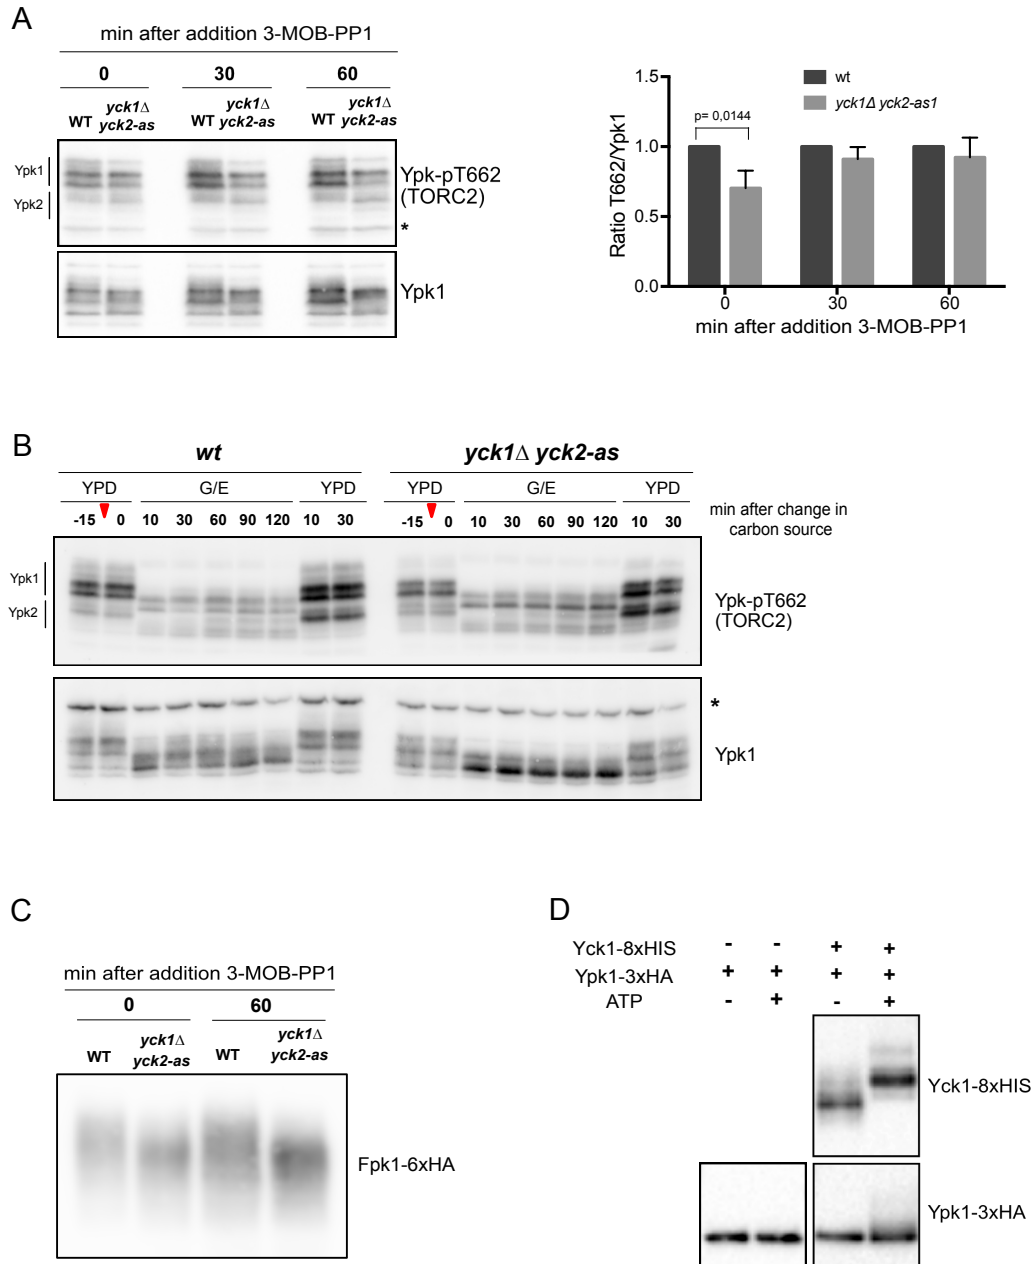 A
min after addition 3-MOB-PP1
0 30 60
WT yck1Δ yck2-as WT yck1Δ yck2-as WT yck1Δ yck2-as
Ypk1
Ypk2
Ypk-pT662
(TORC2)
*
Ypk1
wt
yck1Δ yck2-as1
p= 0,0144
Ratio T662/Ypk1
1.5
1.0
0.5
0.0
0 30 60
min after addition 3-MOB-PP1
B
wt yck1Δ yck2-as
YPD G/E YPD YPD G/E YPD
-15 0 10 30 60 90 120 10 30 -15 0 10 30 60 90 120 10 30
min after change in
carbon source
Ypk1
Ypk2
Ypk-pT662
(TORC2)
*
Ypk1
C
min after addition 3-MOB-PP1
0 60
WT yck1Δ yck2-as WT yck1Δ yck2-as
Fpk1-6xHA
D
Yck1-8xHIS - - + +
Ypk1-3xHA + + + +
ATP - + - +
Yck1-8xHIS
Ypk1-3xHA